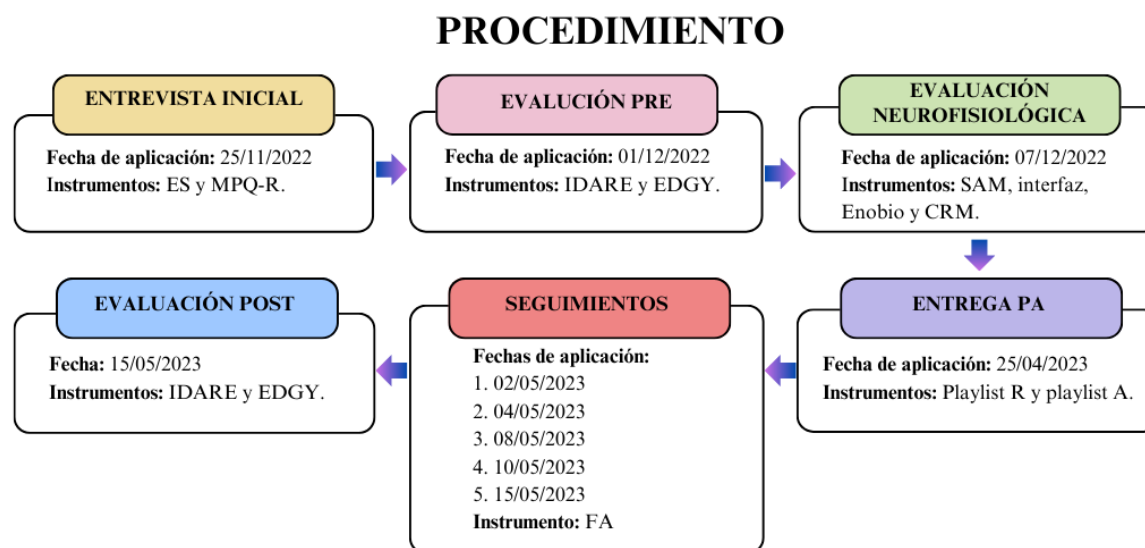 PROCEDIMIENTO
ENTREVISTA INICIAL
Fecha de aplicación: 25/11/2022
Instrumentos: ES y MPQ-R.
EVALUCIÓN PRE
Fecha de aplicación: 01/12/2022
Instrumentos: IDARE y EDGY.
EVALUACIÓN
NEUROFISIOLÓGICA
Fecha de aplicación: 07/12/2022
Instrumentos: SAM, interfaz,
Enobio y CRM.
ENTREGA PA
Fecha de aplicación: 25/04/2023
Instrumentos: Playlist R y playlist A.
SEGUIMIENTOS
Fechas de aplicación:
1. 02/05/2023
2. 04/05/2023
3. 08/05/2023
4. 10/05/2023
5. 15/05/2023
Instrumento: FA
EVALUACIÓN POST
Fecha: 15/05/2023
Instrumentos: IDARE y EDGY.